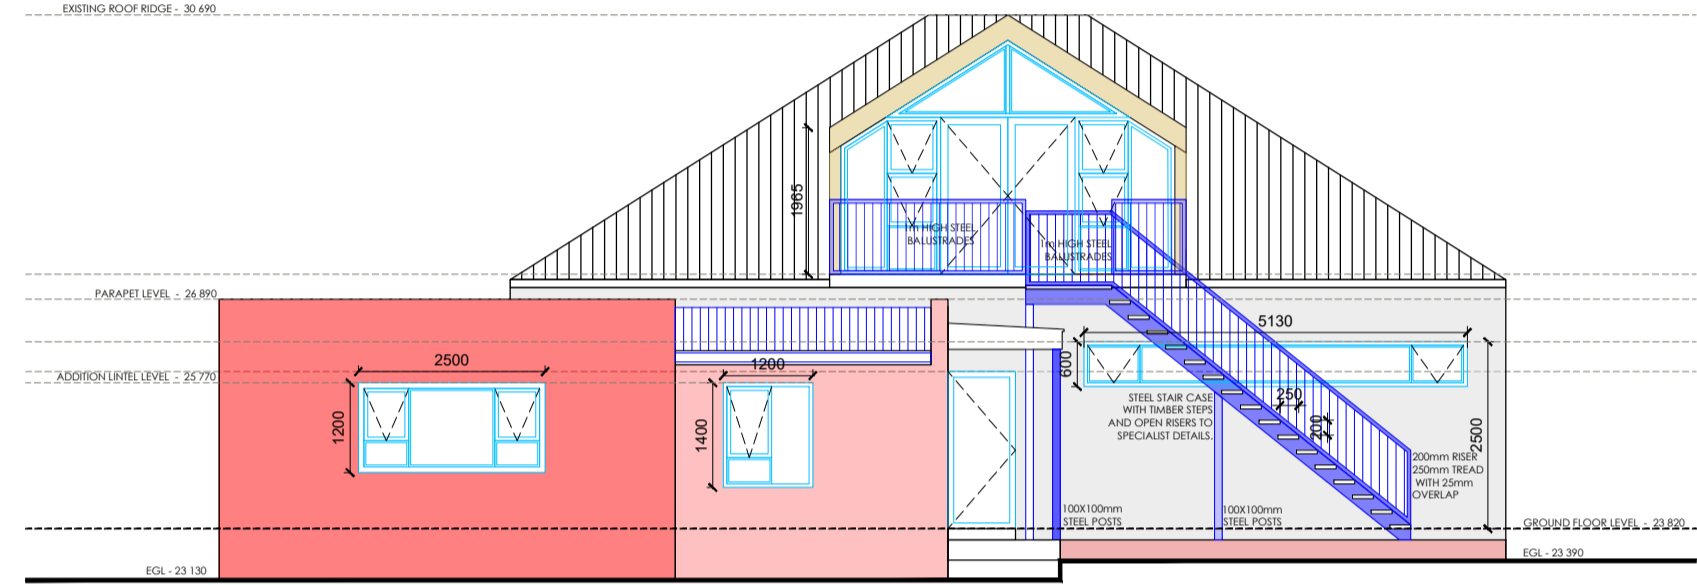 EXISTING ROOF RIDGE - 30 690
1965
1m HIGH STEEL
BALUSTRADES
1m HIGH STEEL
BALUSTRADES
PARAPET LEVEL - 26 890
5130
2500
1200
600
ADDITION LINTEL LEVEL - 25 770
STEEL STAIR CASE
WITH TIMBER STEPS
AND OPEN RISERS TO
SPECIALIST DETAILS.
250
200
1200
1400
2500
200mm RISER
250mm TREAD
WITH 25mm
OVERLAP
100X100mm
STEEL POSTS
100X100mm
STEEL POSTS
GROUND FLOOR LEVEL - 23 820
EGL - 23 390
EGL - 23 130